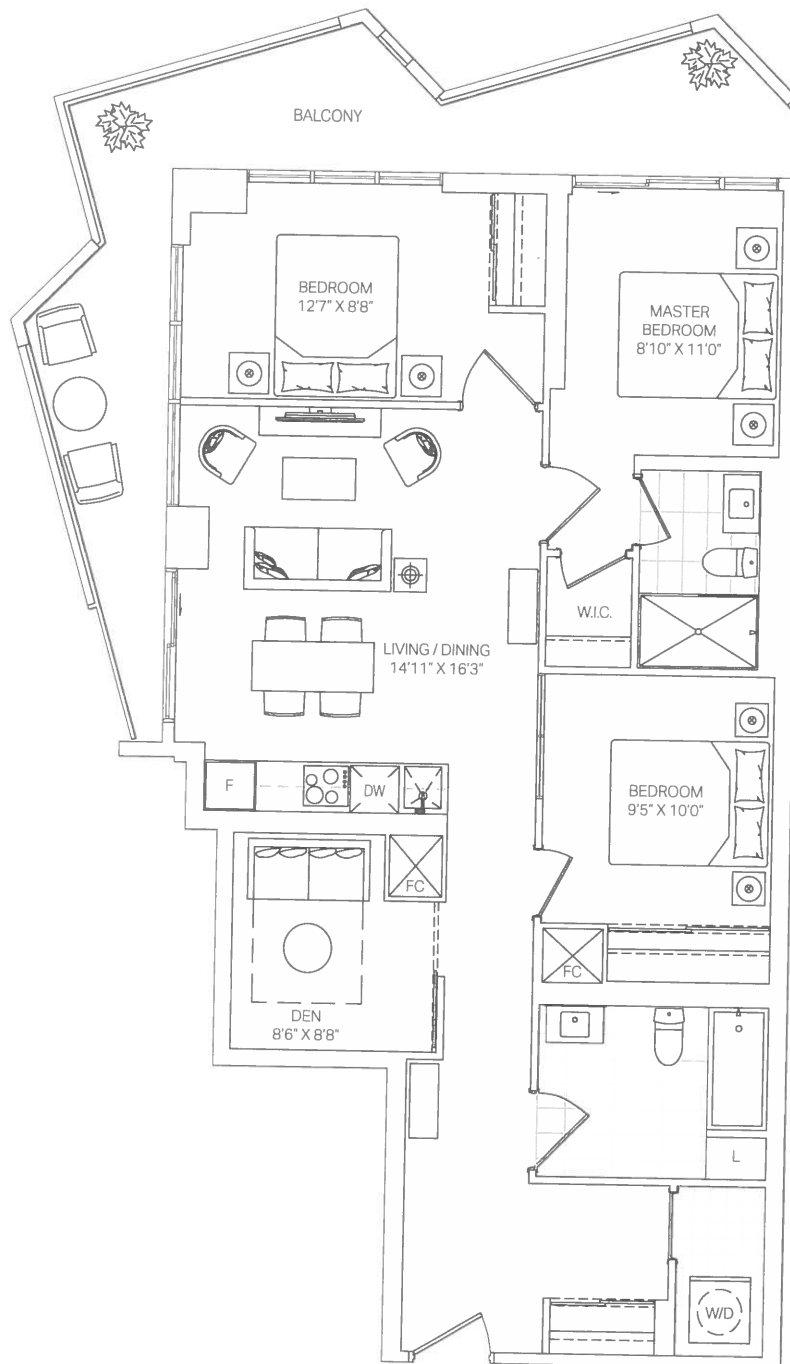 BALCONY
BEDROOM
12'7" X 8'8"
MASTER
BEDROOM
8'10" X 11'0"
W.I.C.
LIVING / DINING
14'11" X 16'3"
F
DW
BEDROOM
9'5" X 10'0"
FC
FC
DEN
8'6" X 8'8"
L
W/D